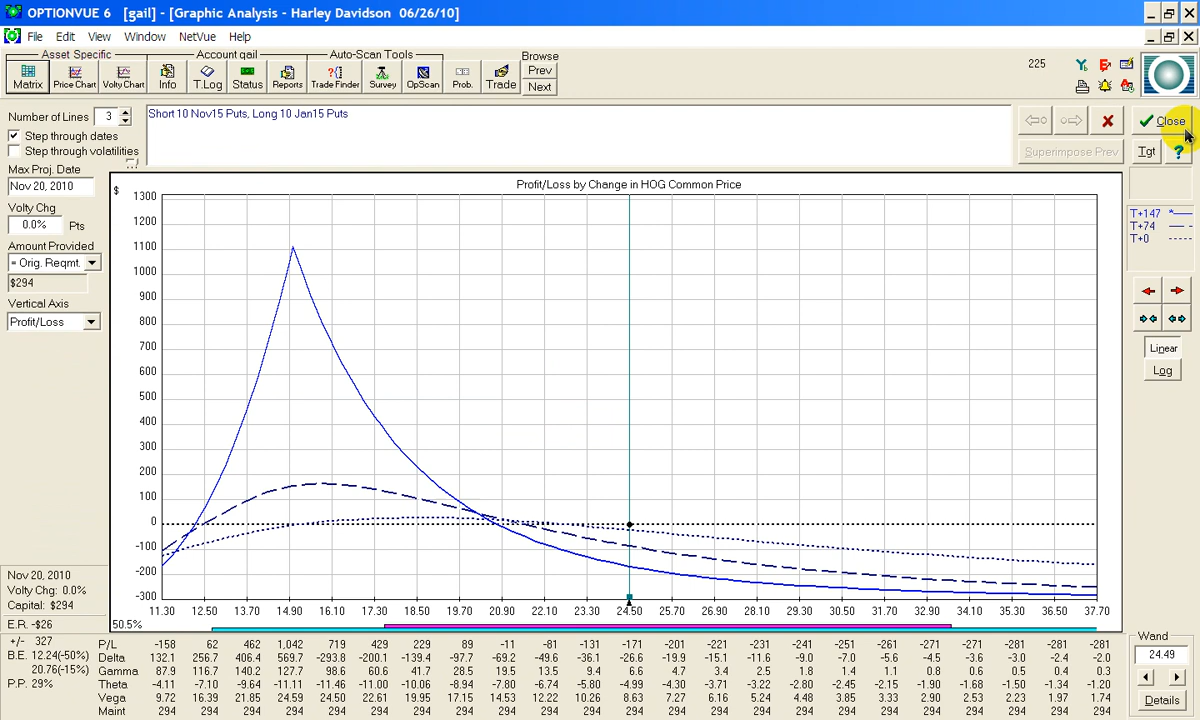 OPTIONVUE 6 [gail] - [Graphic Analysis - Harley Davidson 06/26/10]
File Edit View Window NetVue Help
Asset Specific Account gail Auto-Scan Tools Browse
Matrix Price Chart Volty Chart Info T.Log Status Reports Trade Finder Survey OpScan Prob. Trade Prev
Next
225
Number of Lines 3
Step through dates
Step through volatilities
Short 10 Nov15 Puts, Long 10 Jan15 Puts
Close
Superimpose Prev Tgt ?
Max Proj. Date
Nov 20, 2010
Volty Chg
0.0% Pts
Amount Provided
= Orig. Reqmt.
$294
Vertical Axis
Profit/Loss
$ Profit/Loss by Change in HOG Common Price
1300
1200
1100
1000
900
800
700
600
500
400
300
200
100
0
-100
-200
-300
11.30 12.50 13.70 14.90 16.10 17.30 18.50 19.70 20.90 22.10 23.30 24.50 25.70 26.90 28.10 29.30 30.50 31.70 32.90 34.10 35.30 36.50 37.70
T+147 *
T+74
T+0
Linear
Log
Nov 20, 2010
Volty Chg: 0.0%
Capital: $294
E.R. -$26
50.5%
+/- 327
B.E. 12.24(-50%)
20.76(-15%)
P.P. 29%
P/L -158 62 462 1,042 719 429 229 89 -11 -81 -131 -171 -201 -221 -231 -241 -251 -261 -271 -271 -281 -281 -281
Delta 132.1 256.7 406.4 569.7 -293.8 -200.1 -139.4 -97.7 -69.2 -49.6 -36.1 -26.6 -19.9 -15.1 -11.6 -9.0 -7.0 -5.6 -4.5 -3.6 -3.0 -2.4 -2.0
Gamma 87.9 116.7 140.2 127.7 98.6 60.6 41.7 28.5 19.5 13.5 9.4 6.6 4.7 3.4 2.5 1.8 1.4 1.1 0.8 0.6 0.5 0.4 0.3
Theta -4.11 -7.10 -9.64 -11.11 -11.46 -11.00 -10.06 -8.94 -7.80 -6.74 -5.80 -4.99 -4.30 -3.71 -3.22 -2.80 -2.45 -2.15 -1.90 -1.68 -1.50 -1.34 -1.20
Vega 9.72 16.39 21.85 24.59 24.50 22.61 19.95 17.15 14.53 12.22 10.26 8.63 7.27 6.16 5.24 4.48 3.85 3.33 2.90 2.53 2.23 1.97 1.74
Maint 294 294 294 294 294 294 294 294 294 294 294 294 294 294 294 294 294 294 294 294 294 294 294
Wand
24.49
Details